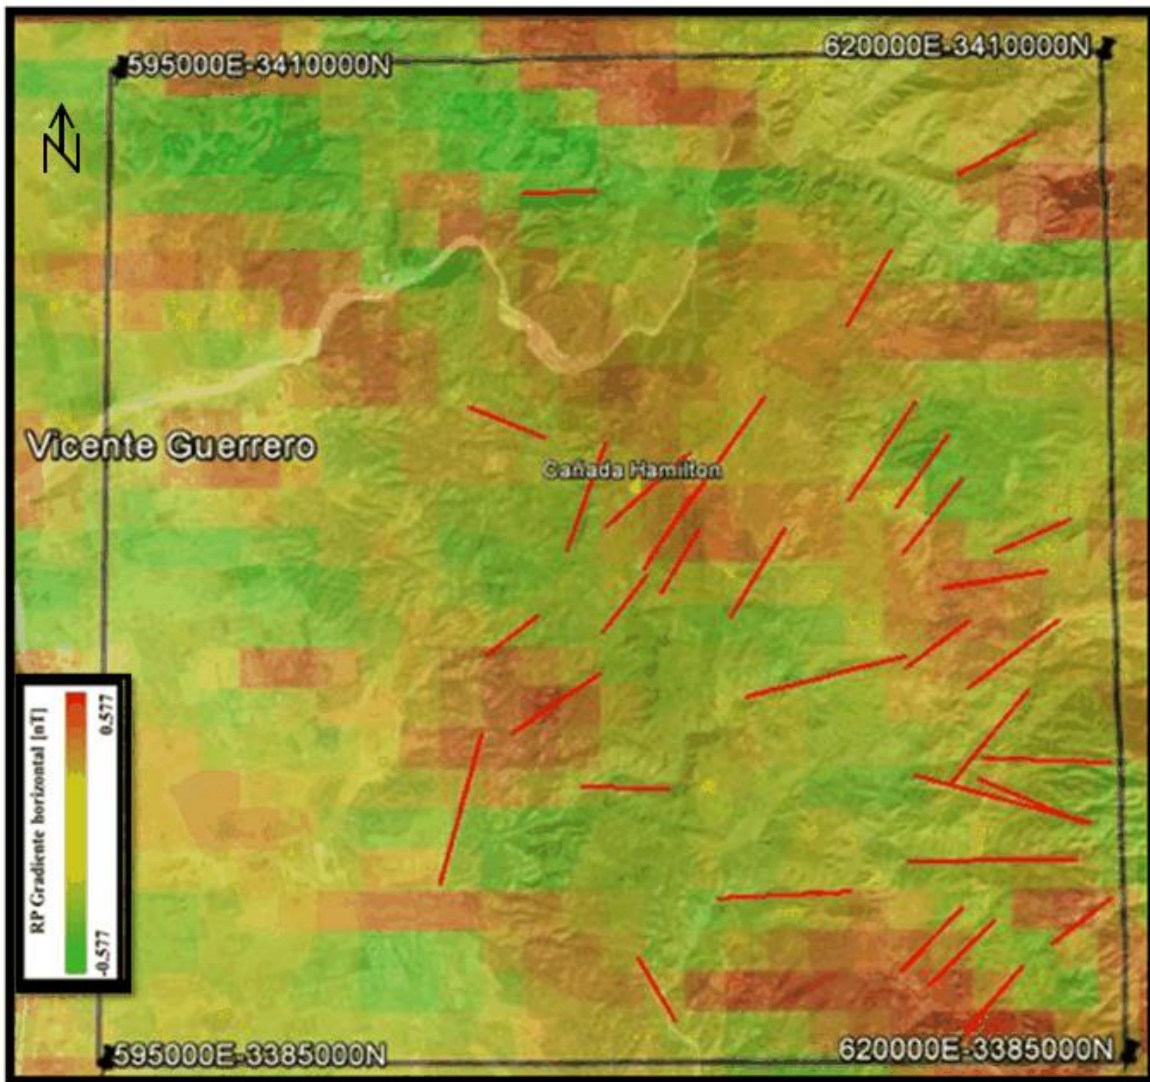 595000E-3410000N
620000E-3410000N
N
Vicente Guerrero
Cañada Hamilton
RP Gradiente horizontal [nT]
0.577
-0.577
595000E-3385000N
620000E-3385000N